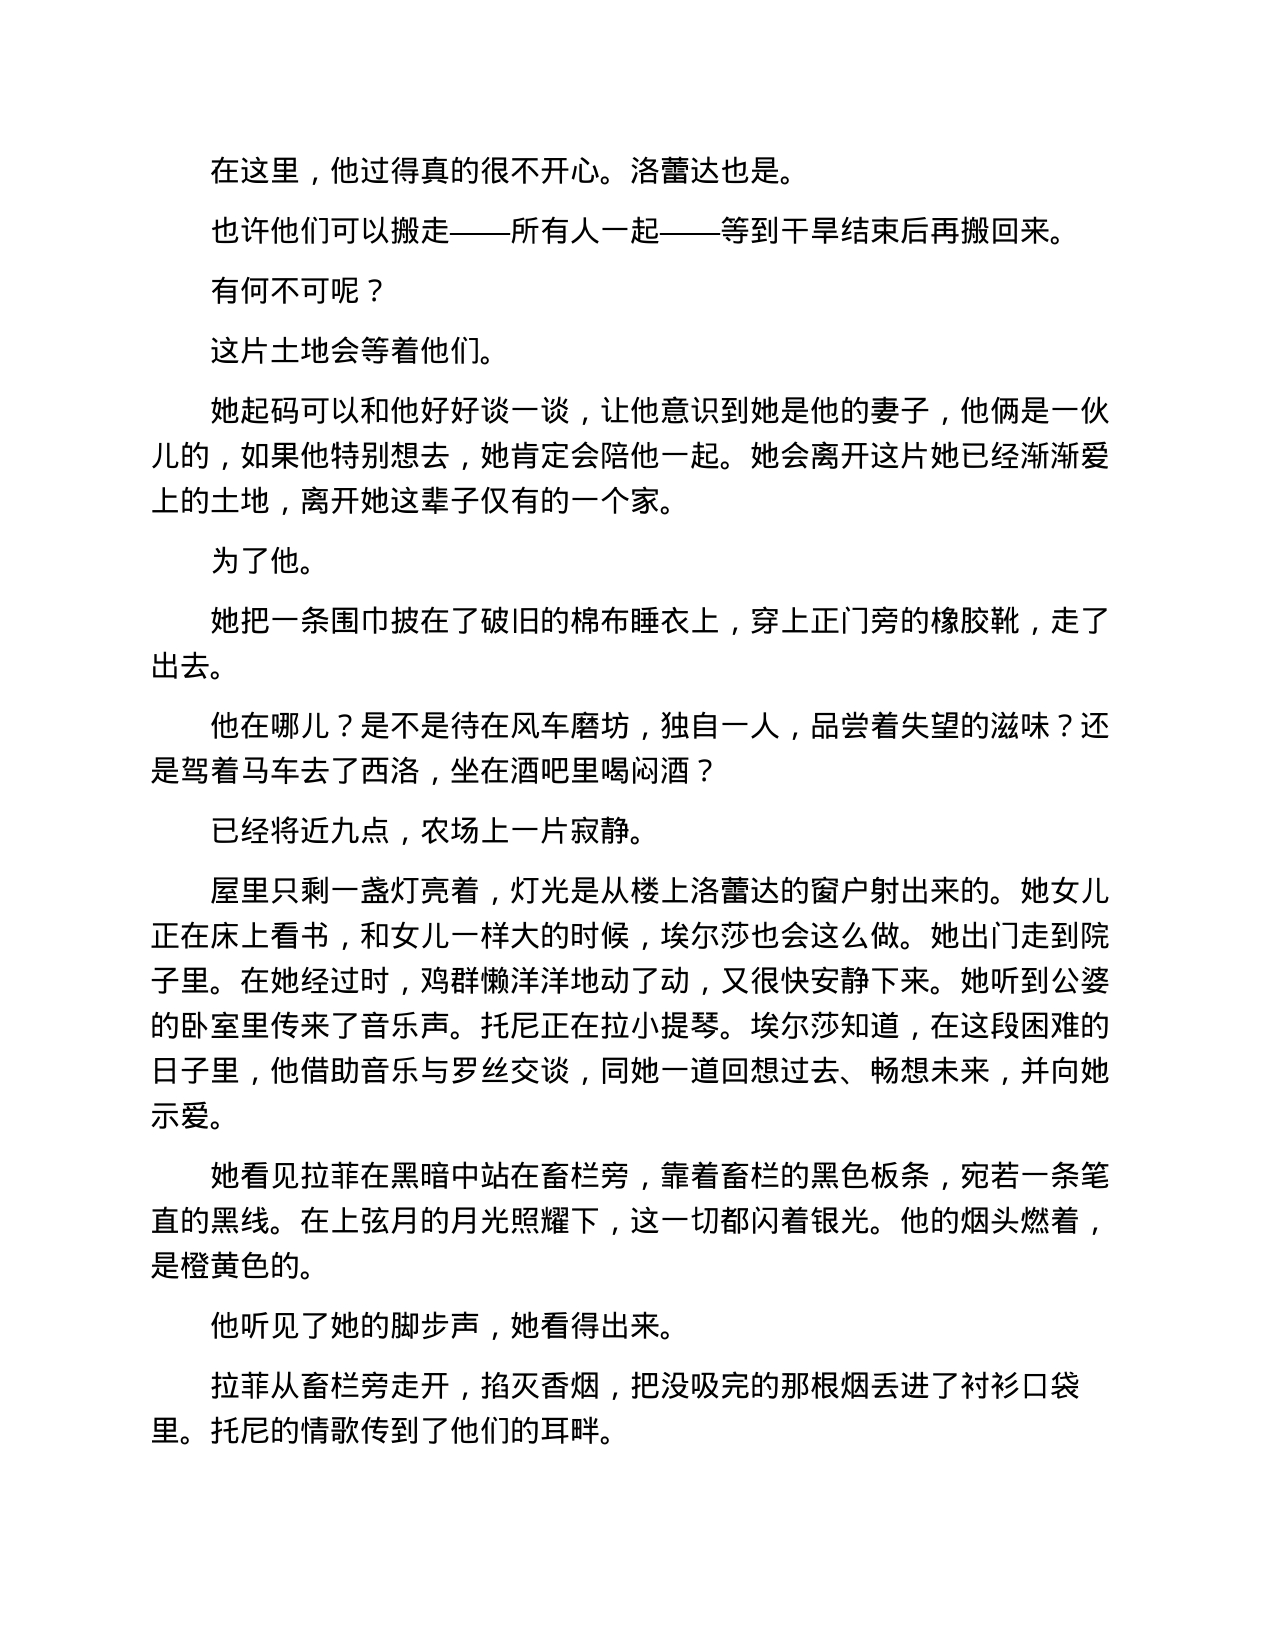 在这里，他过得真的很不开心。洛蕾达也是。
也许他们可以搬走——所有人一起——等到干旱结束后再搬回来。
有何不可呢？
这片土地会等着他们。
她起码可以和他好好谈一谈，让他意识到她是他的妻子，他俩是一伙
儿的，如果他特别想去，她肯定会陪他一起。她会离开这片她已经渐渐爱
上的土地，离开她这辈子仅有的一个家。
为了他。
她把一条围巾披在了破旧的棉布睡衣上，穿上正门旁的橡胶靴，走了
出去。
他在哪儿？是不是待在风车磨坊，独自一人，品尝着失望的滋味？还
是驾着马车去了西洛，坐在酒吧里喝闷酒？
已经将近九点，农场上一片寂静。
屋里只剩一盏灯亮着，灯光是从楼上洛蕾达的窗户射出来的。她女儿
正在床上看书，和女儿一样大的时候，埃尔莎也会这么做。她出门走到院
子里。在她经过时，鸡群懒洋洋地动了动，又很快安静下来。她听到公婆
的卧室里传来了音乐声。托尼正在拉小提琴。埃尔莎知道，在这段困难的
日子里，他借助音乐与罗丝交谈，同她一道回想过去、畅想未来，并向她
示爱。
她看见拉菲在黑暗中站在畜栏旁，靠着畜栏的黑色板条，宛若一条笔
直的黑线。在上弦月的月光照耀下，这一切都闪着银光。他的烟头燃着，
是橙黄色的。
他听见了她的脚步声，她看得出来。
拉菲从畜栏旁走开，掐灭香烟，把没吸完的那根烟丢进了衬衫口袋
里。托尼的情歌传到了他们的耳畔。